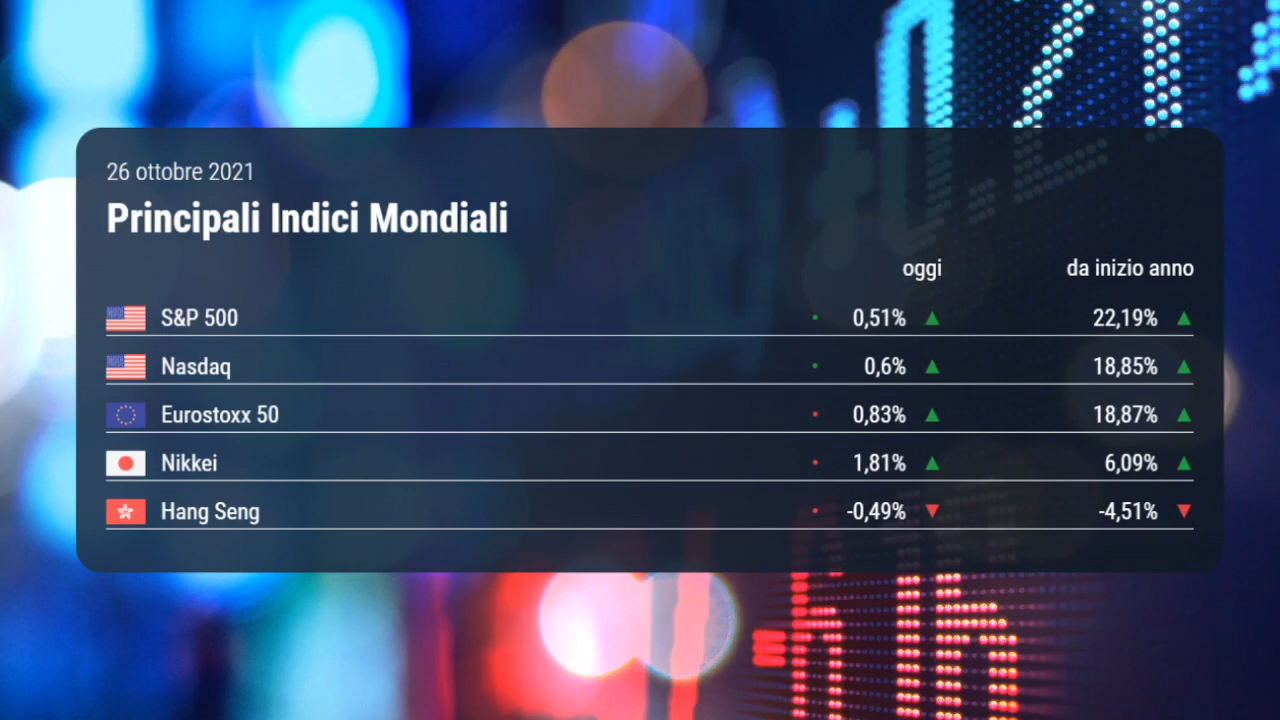 26 ottobre 2021
Principali Indici Mondiali
oggi da inizio anno
S&P 500 0,51% 22,19%
Nasdaq 0,6% 18,85%
Eurostoxx 50 0,83% 18,87%
Nikkei 1,81% 6,09%
Hang Seng -0,49% -4,51%